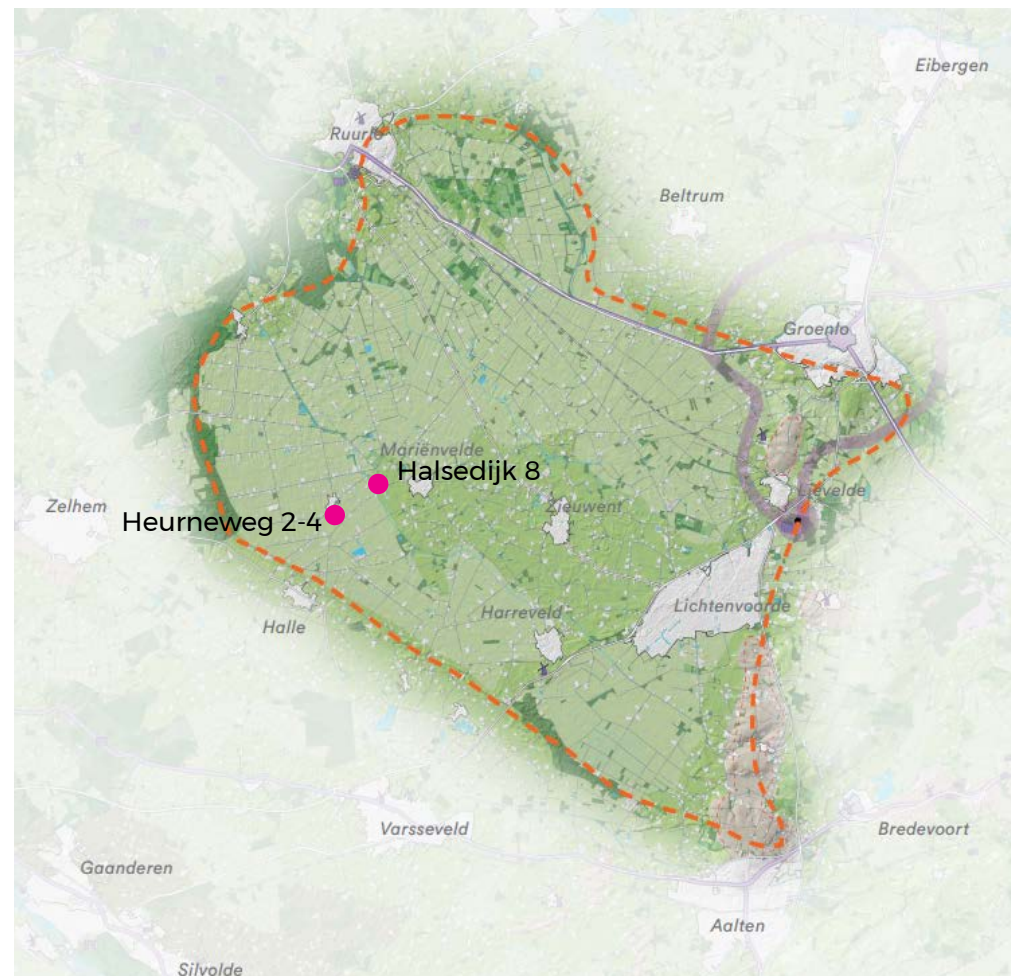 Eibergen
Ruurlo
Beltrum
Groenlo
Mariënvelde
Halsedijk 8
Zelhem
Heurneweg 2-4
Zieuwent
Lievelde
Lichtenvoorde
Harreveld
Halle
Varsseveld
Bredevoort
Gaanderen
Aalten
Silvolde